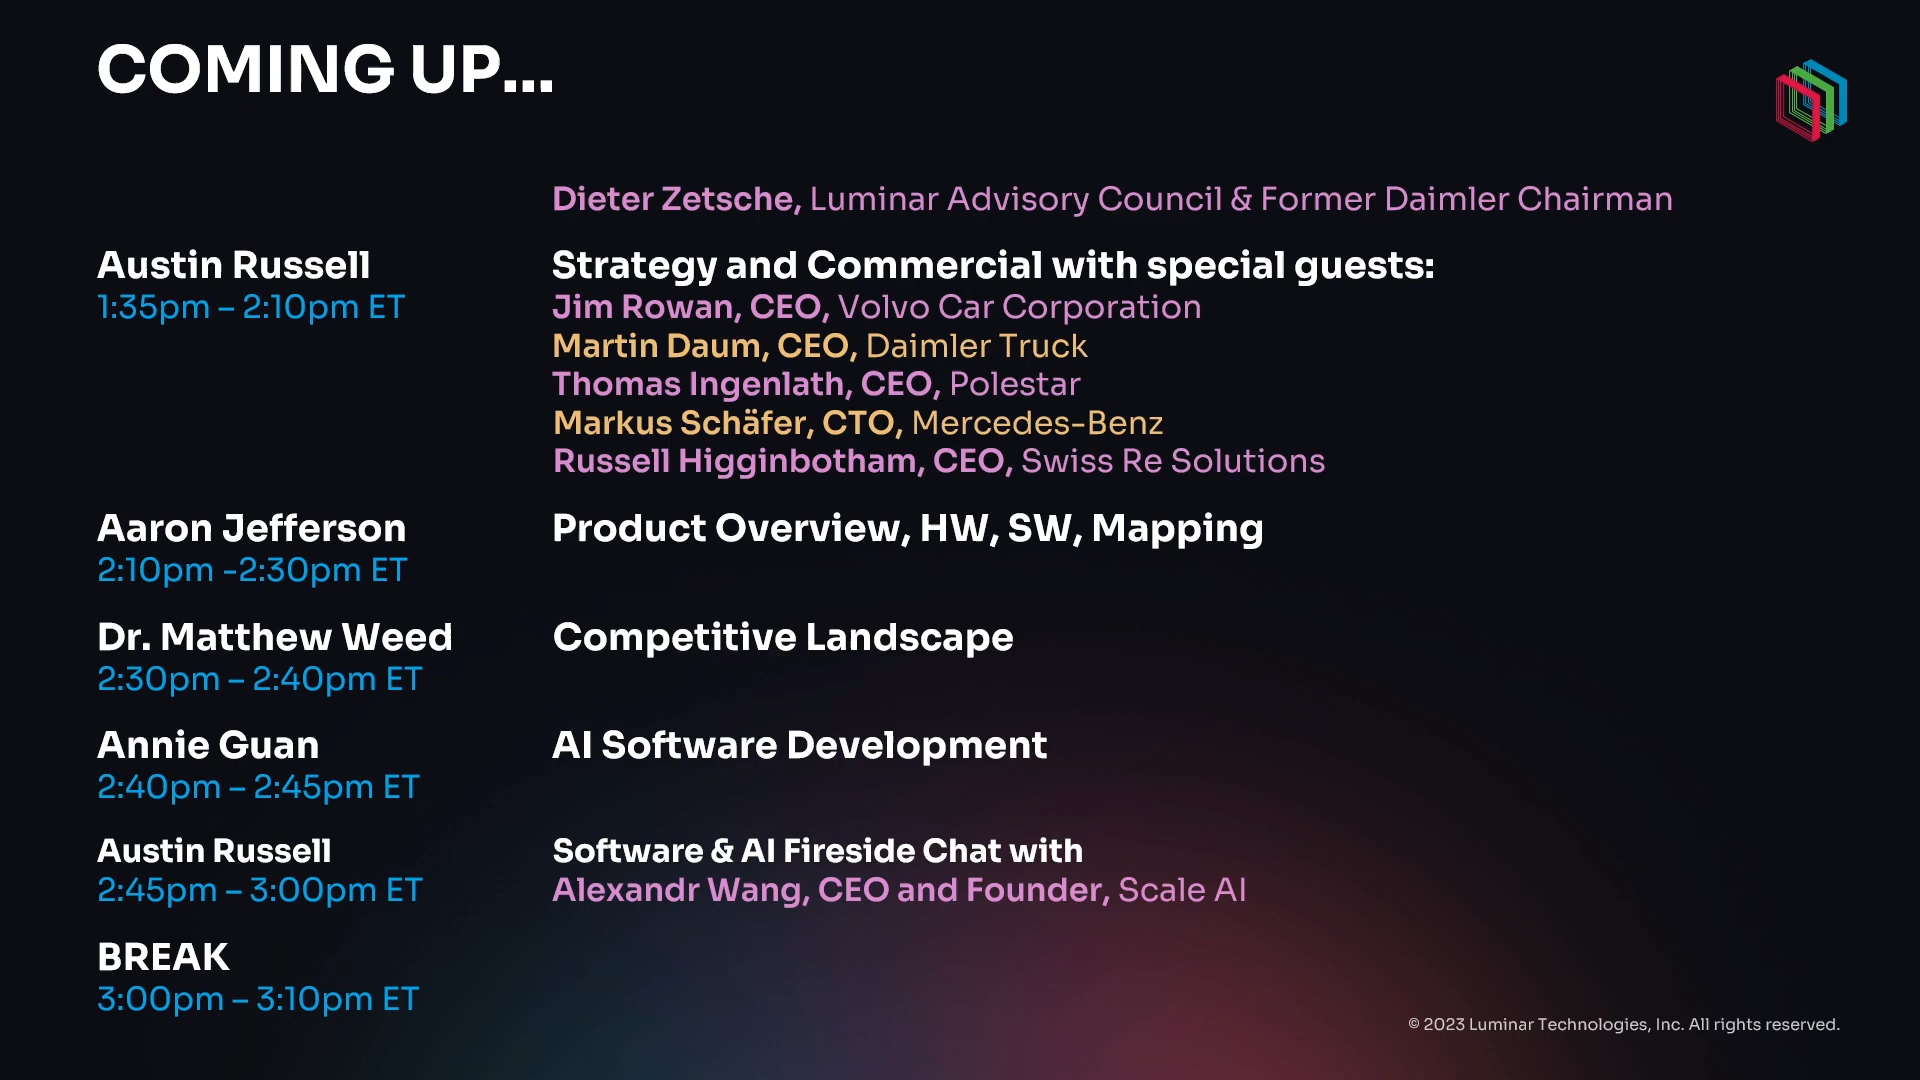 COMING UP...
Dieter Zetsche, Luminar Advisory Council & Former Daimler Chairman
Austin Russell
1:35pm – 2:10pm ET
Strategy and Commercial with special guests:
Jim Rowan, CEO, Volvo Car Corporation
Martin Daum, CEO, Daimler Truck
Thomas Ingenlath, CEO, Polestar
Markus Schäfer, CTO, Mercedes-Benz
Russell Higginbotham, CEO, Swiss Re Solutions
Aaron Jefferson
2:10pm -2:30pm ET
Product Overview, HW, SW, Mapping
Dr. Matthew Weed
2:30pm – 2:40pm ET
Competitive Landscape
Annie Guan
2:40pm – 2:45pm ET
AI Software Development
Austin Russell
2:45pm – 3:00pm ET
Software & AI Fireside Chat with
Alexandr Wang, CEO and Founder, Scale AI
BREAK
3:00pm – 3:10pm ET
© 2023 Luminar Technologies, Inc. All rights reserved.